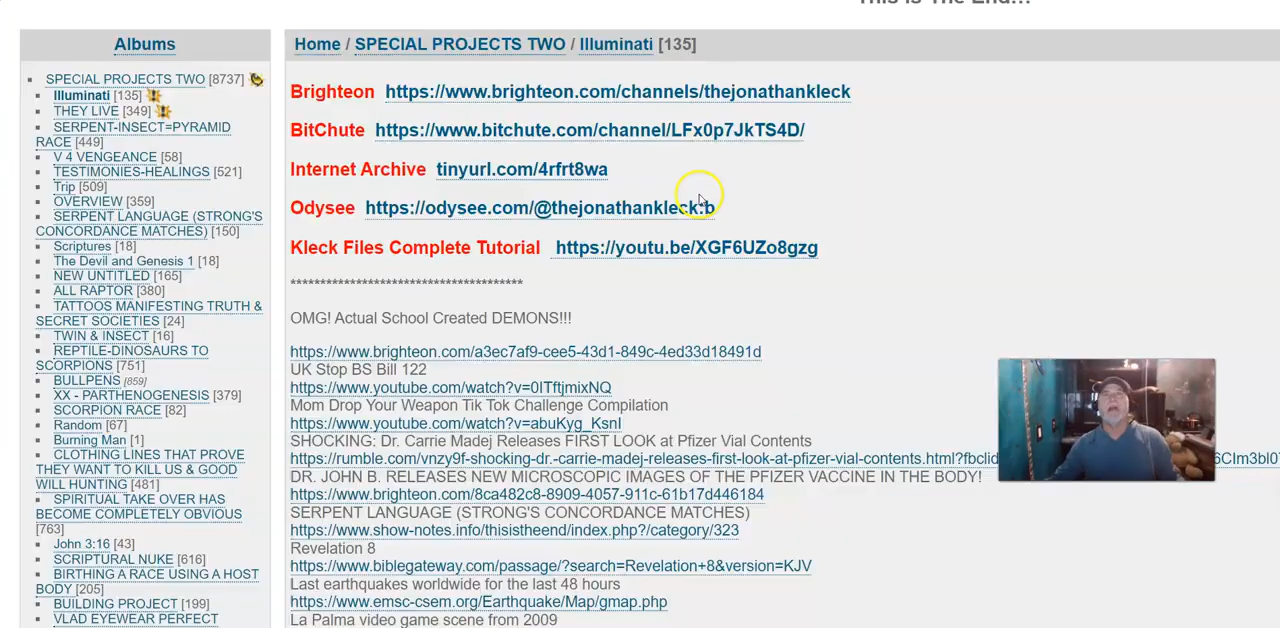 This Is The End...
Albums
SPECIAL PROJECTS TWO [8737]
Illuminati [135]
THEY LIVE [349]
SERPENT-INSECT=PYRAMID
RACE [449]
V 4 VENGEANCE [58]
TESTIMONIES-HEALINGS [521]
Trip [509]
OVERVIEW [359]
SERPENT LANGUAGE (STRONG'S
CONCORDANCE MATCHES) [150]
Scriptures [18]
The Devil and Genesis 1 [18]
NEW UNTITLED [165]
ALL RAPTOR [380]
TATTOOS MANIFESTING TRUTH &
SECRET SOCIETIES [24]
TWIN & INSECT [16]
REPTILE-DINOSAURS TO
SCORPIONS [751]
BULLPENS [859]
XX - PARTHENOGENESIS [379]
SCORPION RACE [82]
Random [67]
Burning Man [1]
CLOTHING LINES THAT PROVE
THEY WANT TO KILL US & GOOD
WILL HUNTING [481]
SPIRITUAL TAKE OVER HAS
BECOME COMPLETELY OBVIOUS
[763]
John 3:16 [43]
SCRIPTURAL NUKE [616]
BIRTHING A RACE USING A HOST
BODY [205]
BUILDING PROJECT [199]
VLAD EYEWEAR PERFECT
Home / SPECIAL PROJECTS TWO / Illuminati [135]
Brighteon https://www.brighteon.com/channels/thejonathankleck
BitChute https://www.bitchute.com/channel/LFx0p7JkTS4D/
Internet Archive tinyurl.com/4rfrt8wa
Odysee https://odysee.com/@thejonathankleck:b
Kleck Files Complete Tutorial https://youtu.be/XGF6UZo8gzg
***************************************
OMG! Actual School Created DEMONS!!!
https://www.brighteon.com/a3ec7af9-cee5-43d1-849c-4ed33d18491d
UK Stop BS Bill 122
https://www.youtube.com/watch?v=0ITftjmixNQ
Mom Drop Your Weapon Tik Tok Challenge Compilation
https://www.youtube.com/watch?v=abuKyg_KsnI
SHOCKING: Dr. Carrie Madej Releases FIRST LOOK at Pfizer Vial Contents
https://rumble.com/vnzy9f-shocking-dr.-carrie-madej-releases-first-look-at-pfizer-vial-contents.html?fbclid
DR. JOHN B. RELEASES NEW MICROSCOPIC IMAGES OF THE PFIZER VACCINE IN THE BODY!
https://www.brighteon.com/8ca482c8-8909-4057-911c-61b17d446184
SERPENT LANGUAGE (STRONG'S CONCORDANCE MATCHES)
https://www.show-notes.info/thisistheend/index.php?/category/323
Revelation 8
https://www.biblegateway.com/passage/?search=Revelation+8&version=KJV
Last earthquakes worldwide for the last 48 hours
https://www.emsc-csem.org/Earthquake/Map/gmap.php
La Palma video game scene from 2009